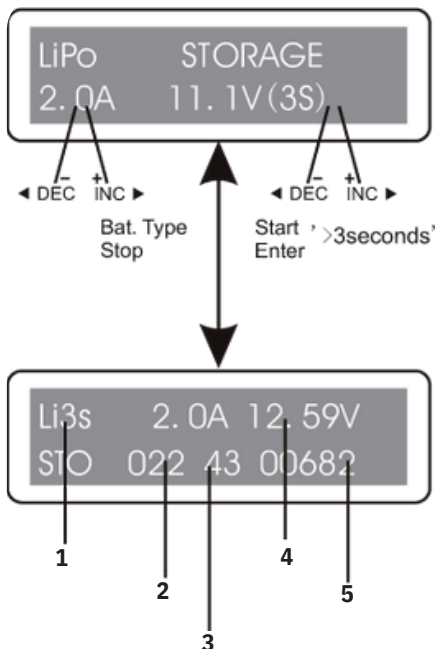 LiPo STORAGE
2. 0A 11. 1V(3S)
− + − +
◄ DEC INC ► ◄ DEC INC ►
Bat. Type Start ' >3seconds'
Stop Enter
Li3s 2. 0A 12. 59V
STO 022 43 00682
1 2 3 4 5